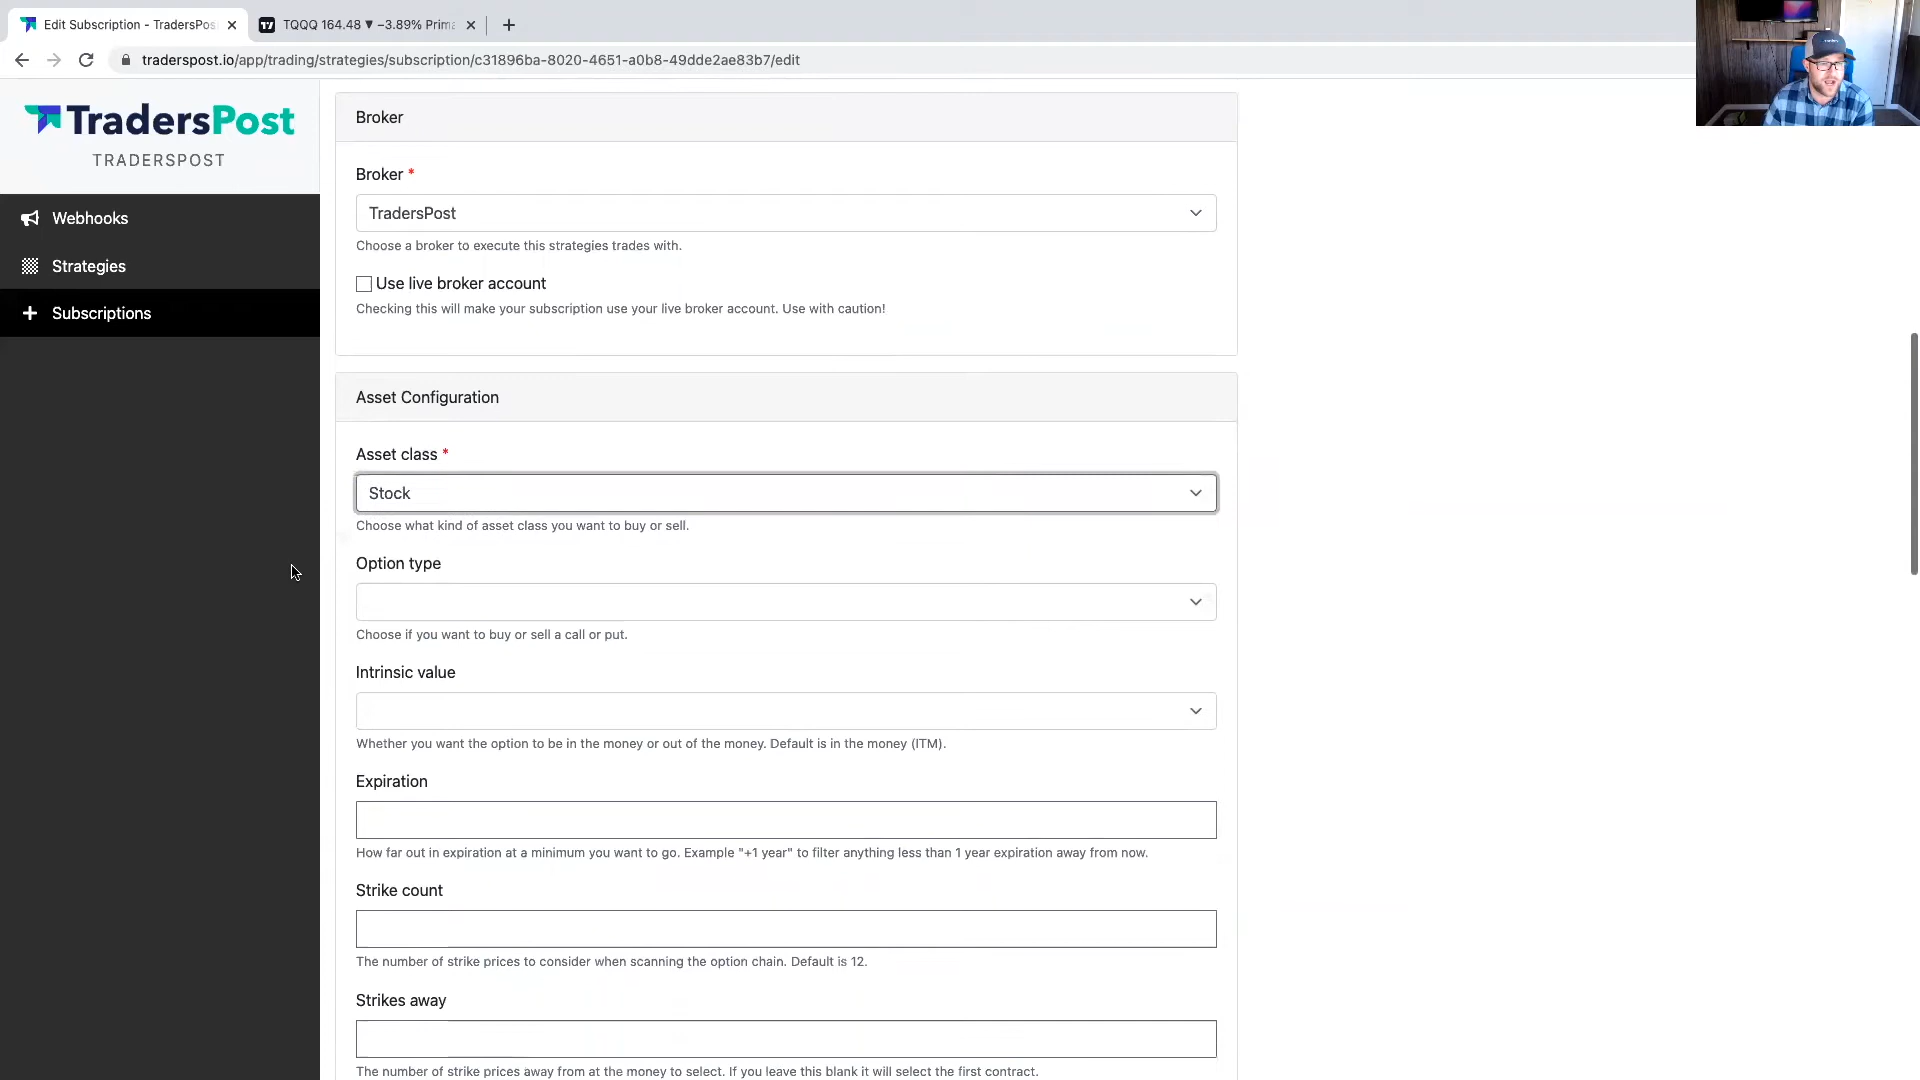 Edit Subscription - TradersPos
TQQQ 164.48 ▼ −3.89% Prim
traderspost.io/app/trading/strategies/subscription/c31896ba-8020-4651-a0b8-49dde2ae83b7/edit
TradersPost
TRADERSPOST
Webhooks
Strategies
Subscriptions
Broker
Broker *
TradersPost
Choose a broker to execute this strategies trades with.
Use live broker account
Checking this will make your subscription use your live broker account. Use with caution!
Asset Configuration
Asset class *
Stock
Choose what kind of asset class you want to buy or sell.
Option type
Choose if you want to buy or sell a call or put.
Intrinsic value
Whether you want the option to be in the money or out of the money. Default is in the money (ITM).
Expiration
How far out in expiration at a minimum you want to go. Example "+1 year" to filter anything less than 1 year expiration away from now.
Strike count
The number of strike prices to consider when scanning the option chain. Default is 12.
Strikes away
The number of strike prices away from at the money to select. If you leave this blank it will select the first contract.